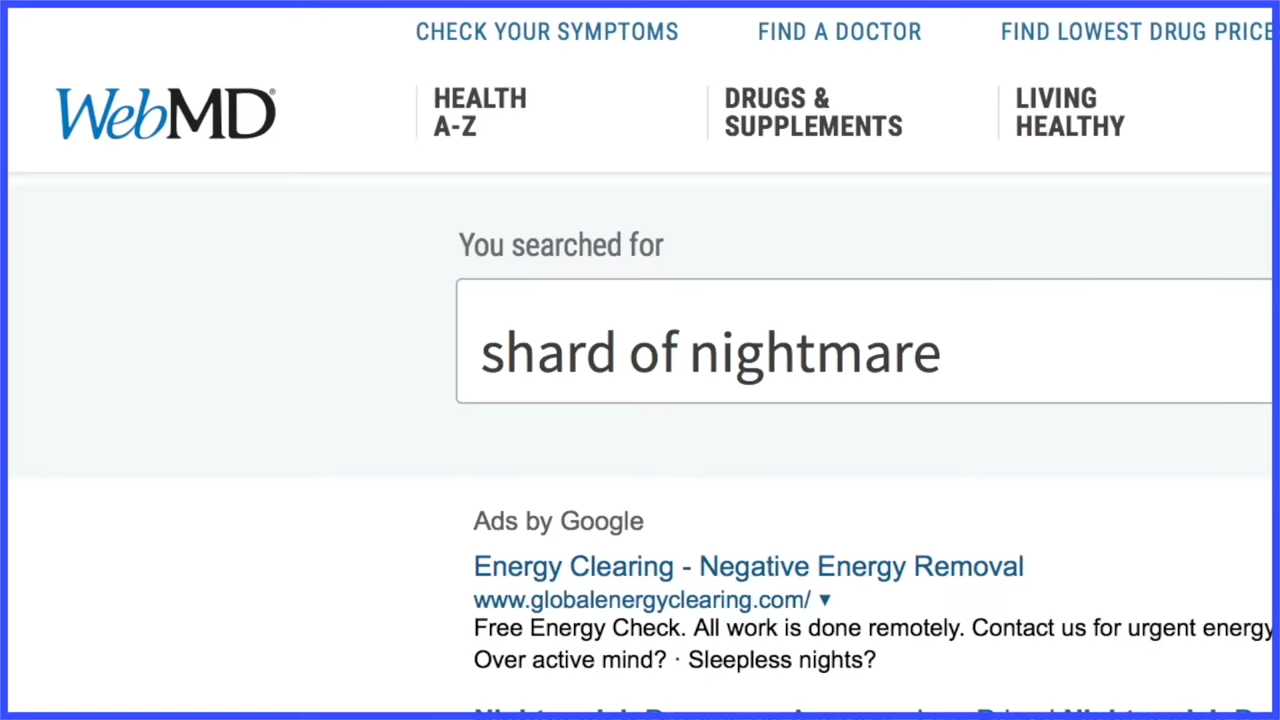 CHECK YOUR SYMPTOMS FIND A DOCTOR FIND LOWEST DRUG PRICE
WebMD® HEALTH A-Z DRUGS & SUPPLEMENTS LIVING HEALTHY
You searched for
shard of nightmare
Ads by Google
Energy Clearing - Negative Energy Removal
www.globalenergyclearing.com/ ▼
Free Energy Check. All work is done remotely. Contact us for urgent energy
Over active mind? · Sleepless nights?